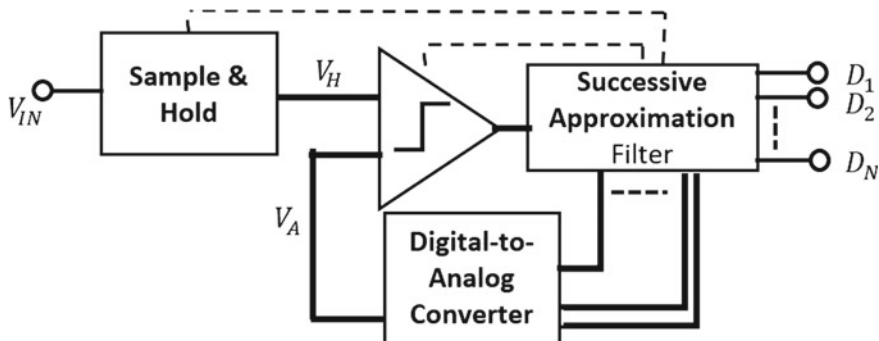 Sample &
Hold
V_IN
V_H
V_A
Successive
Approximation
Filter
D_1
D_2
D_N
Digital-to-
Analog
Converter